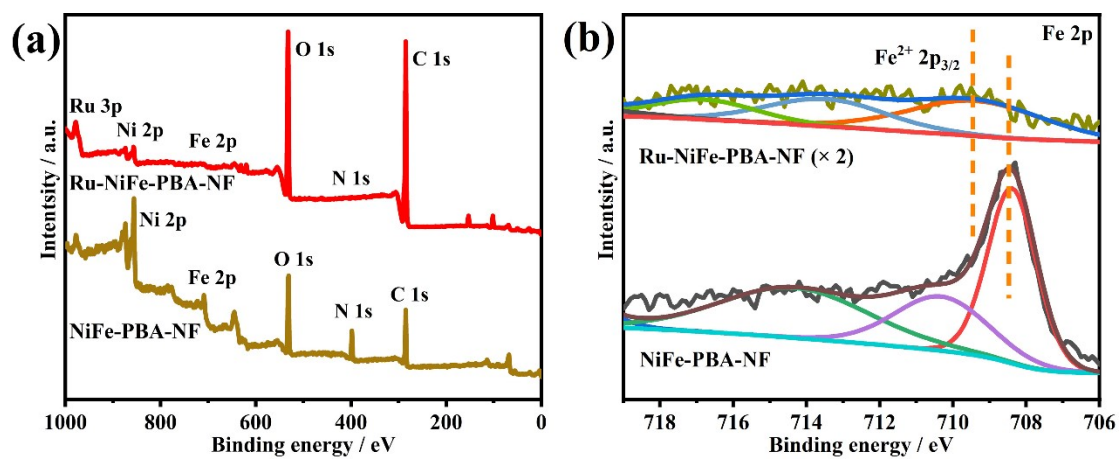 (a)
O 1s
C 1s
Ru 3p
Ni 2p
Fe 2p
N 1s
Ru-NiFe-PBA-NF
Ni 2p
O 1s
Fe 2p
N 1s
C 1s
NiFe-PBA-NF
Intentsity / a.u.
1000 800 600 400 200 0
Binding energy / eV
(b)
Fe 2p
Fe²⁺ 2p₃/₂
Ru-NiFe-PBA-NF (× 2)
NiFe-PBA-NF
Intentsity / a.u.
718 716 714 712 710 708 706
Binding energy / eV